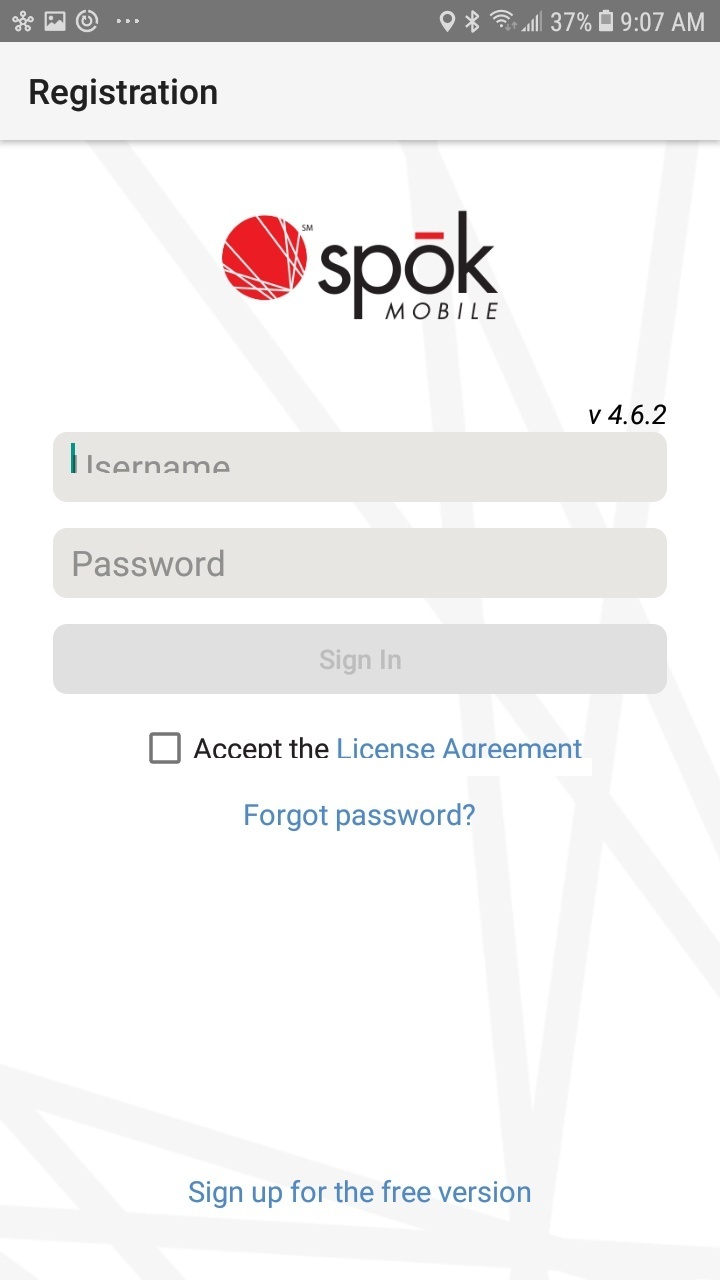 37% 9:07 AM
Registration
SM
spōk
MOBILE
v 4.6.2
Username
Password
Sign In
Accept the License Agreement
Forgot password?
Sign up for the free version